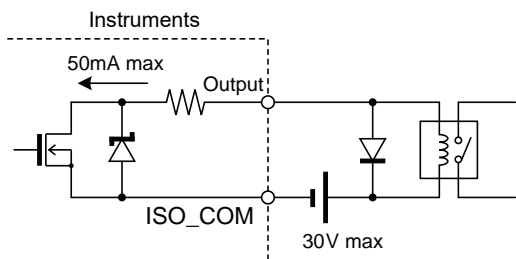 Instruments
50mA max
Output
ISO_COM
30V max